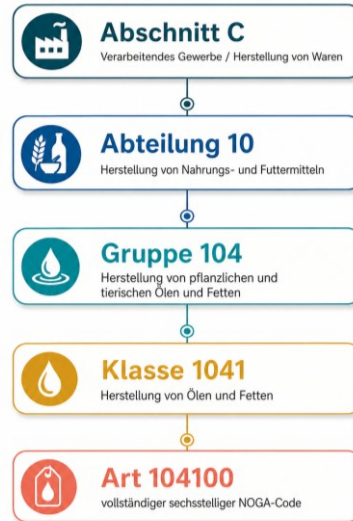 Abschnitt C
Verarbeitendes Gewerbe / Herstellung von Waren
Abteilung 10
Herstellung von Nahrungs- und Futtermitteln
Gruppe 104
Herstellung von pflanzlichen und
tierischen Ölen und Fetten
Klasse 1041
Herstellung von Ölen und Fetten
Art 104100
vollständiger sechsstelliger NOGA-Code